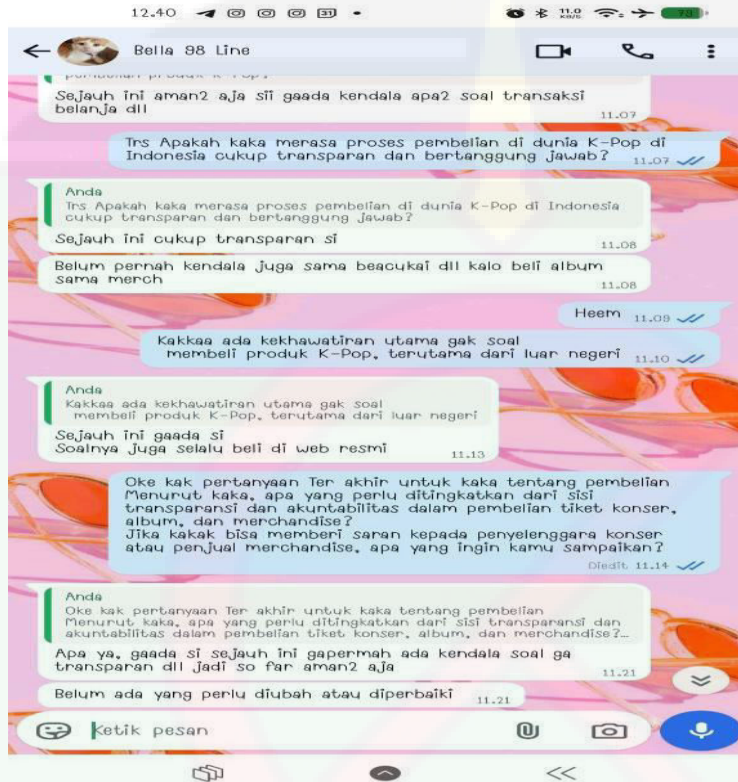 12.40
11.0
KB/S
78
Bella 98 Line
Sejauh ini aman2 aja sii gaada kendala apa2 soal transaksi
belanja dll
11.07
Trs Apakah kaka merasa proses pembelian di dunia K-Pop di
Indonesia cukup transparan dan bertanggung jawab?
11.07
Anda
Trs Apakah kaka merasa proses pembelian di dunia K-Pop di Indonesia
cukup transparan dan bertanggung jawab?
Sejauh ini cukup transparan si
11.08
Belum pernah kendala juga sama beacukai dll kalo beli album
sama merch
11.08
Heem
11.09
Kakkaa ada kekhawatiran utama gak soal
membeli produk K-Pop, terutama dari luar negeri
11.10
Anda
Kakkaa ada kekhawatiran utama gak soal
membeli produk K-Pop, terutama dari luar negeri
Sejauh ini gaada si
Soalnya juga selalu beli di web resmi
11.13
Oke kak pertanyaan Ter akhir untuk kaka tentang pembelian
Menurut kaka, apa yang perlu ditingkatkan dari sisi
transparansi dan akuntabilitas dalam pembelian tiket konser,
album, dan merchandise?
Jika kakak bisa memberi saran kepada penyelenggara konser
atau penjual merchandise, apa yang ingin kamu sampaikan?
Diedit 11.14
Anda
Oke kak pertanyaan Ter akhir untuk kaka tentang pembelian
Menurut kaka, apa yang perlu ditingkatkan dari sisi transparansi dan
akuntabilitas dalam pembelian tiket konser, album, dan merchandise?...
Apa ya, gaada si sejauh ini gapermah ada kendala soal ga
transparan dll jadi so far aman2 aja
11.21
Belum ada yang perlu diubah atau diperbaiki
11.21
Ketik pesan